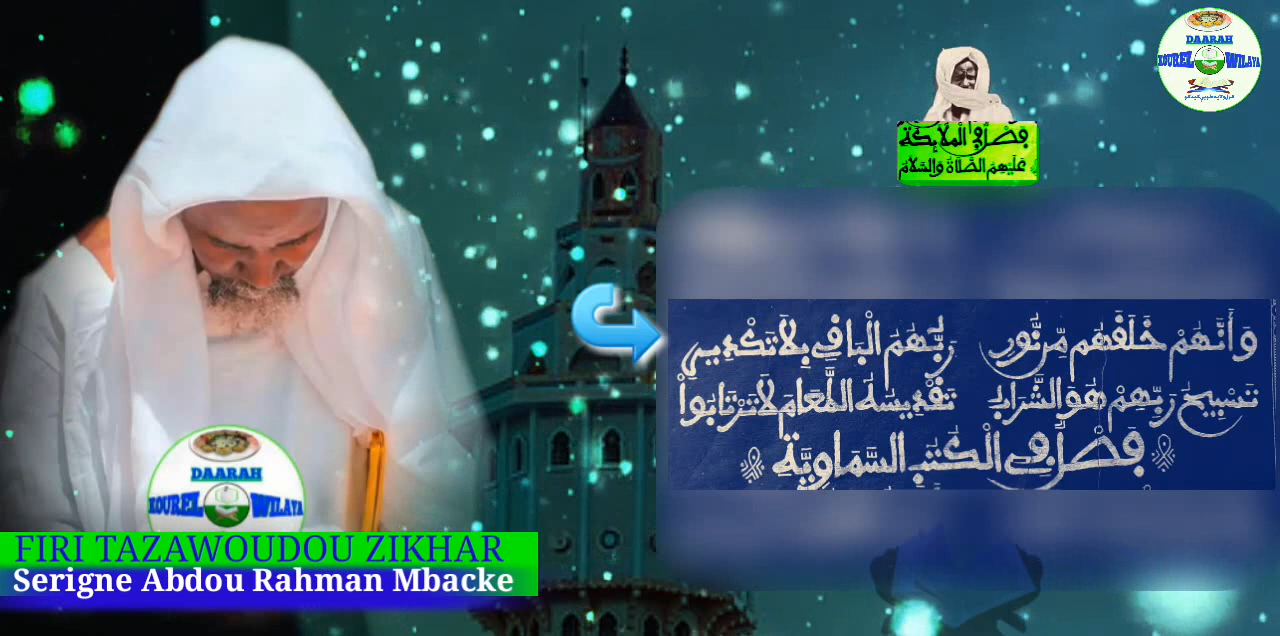 DAARAH
KOUREL WILAYA
فَصْلٌ فِي الْمَلَائِكَةِ
عَلَيْهِمُ الصَّلَاةُ وَالسَّلَامُ
وَأَنَّهُمْ خَلَقَهُم مِّن نُّورِ رَبُّهُمُ الْبَاقِي بِلَا تَكْدِيرِ
تَسْبِيحُ رَبِّهِمْ هُوَ الشَّرَابُ تَقْدِيسُهُ الطَّعَامُ لَا تَرْتَابُوا
فَصْلٌ فِي الْكُتُبِ السَّمَاوِيَّةِ
DAARAH
KOUREL WILAYA
FIRI TAZAWOUDOU ZIKHAR
Serigne Abdou Rahman Mbacke